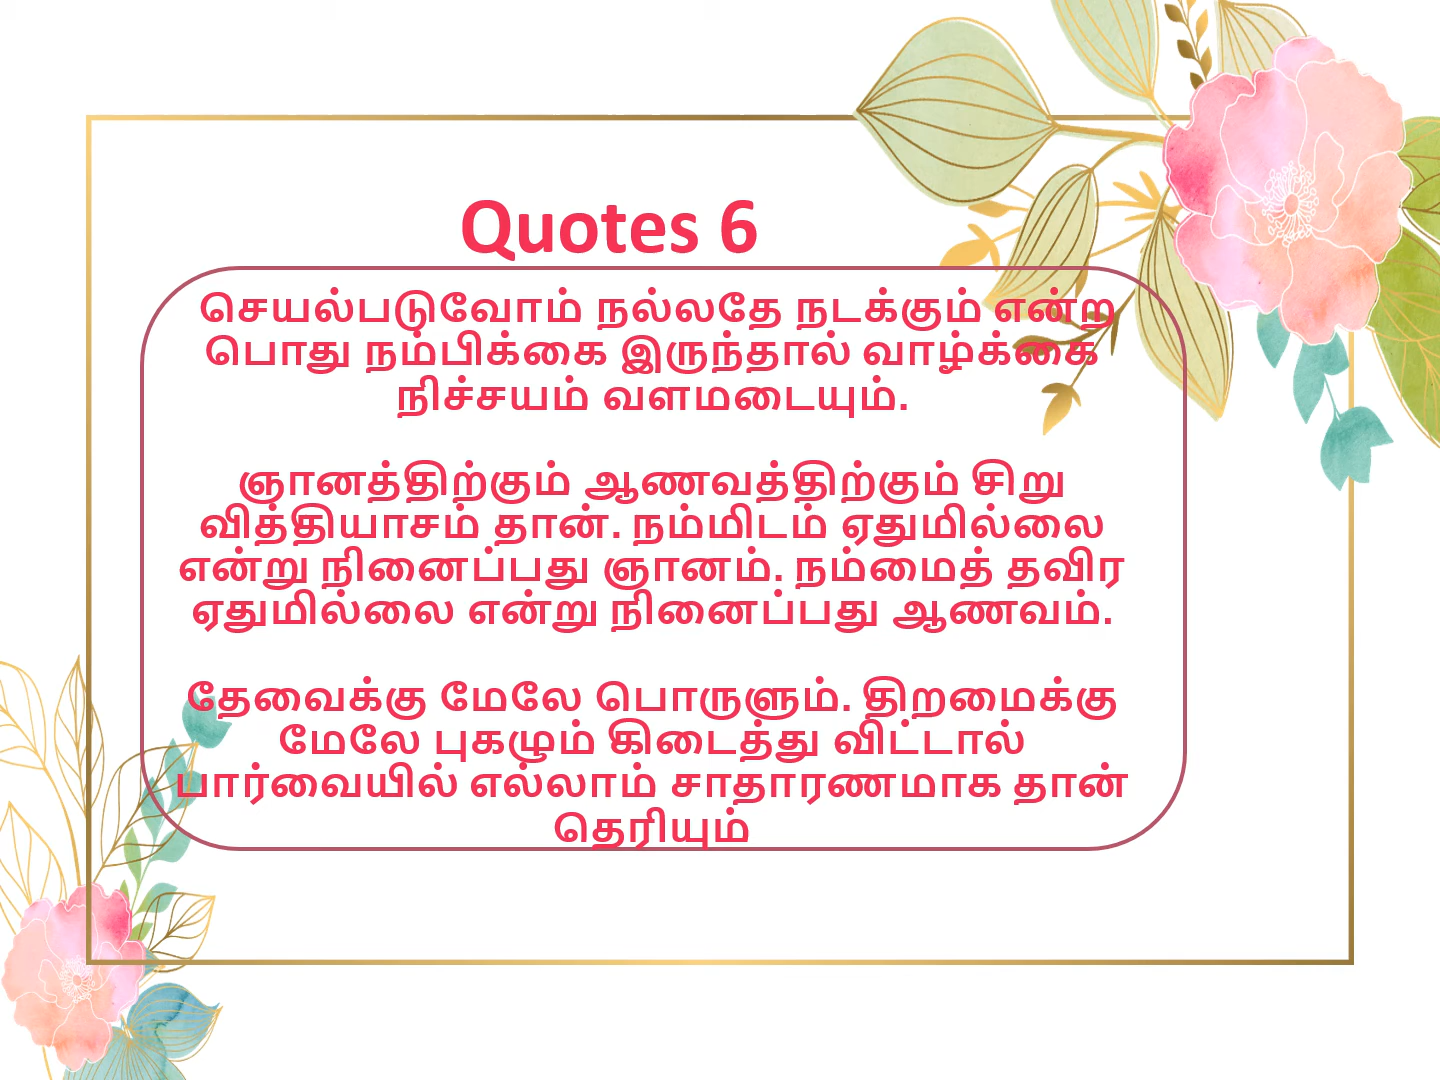 Quotes 6
செயல்படுவோம் நல்லதே நடக்கும் என்ற
பொது நம்பிக்கை இருந்தால் வாழ்க்கை
நிச்சயம் வளமடையும்.
ஞானத்திற்கும் ஆணவத்திற்கும் சிறு
வித்தியாசம் தான். நம்மிடம் ஏதுமில்லை
என்று நினைப்பது ஞானம். நம்மைத் தவிர
ஏதுமில்லை என்று நினைப்பது ஆணவம்.
தேவைக்கு மேலே பொருளும். திறமைக்கு
மேலே புகழும் கிடைத்து விட்டால்
பார்வையில் எல்லாம் சாதாரணமாக தான்
தெரியும்